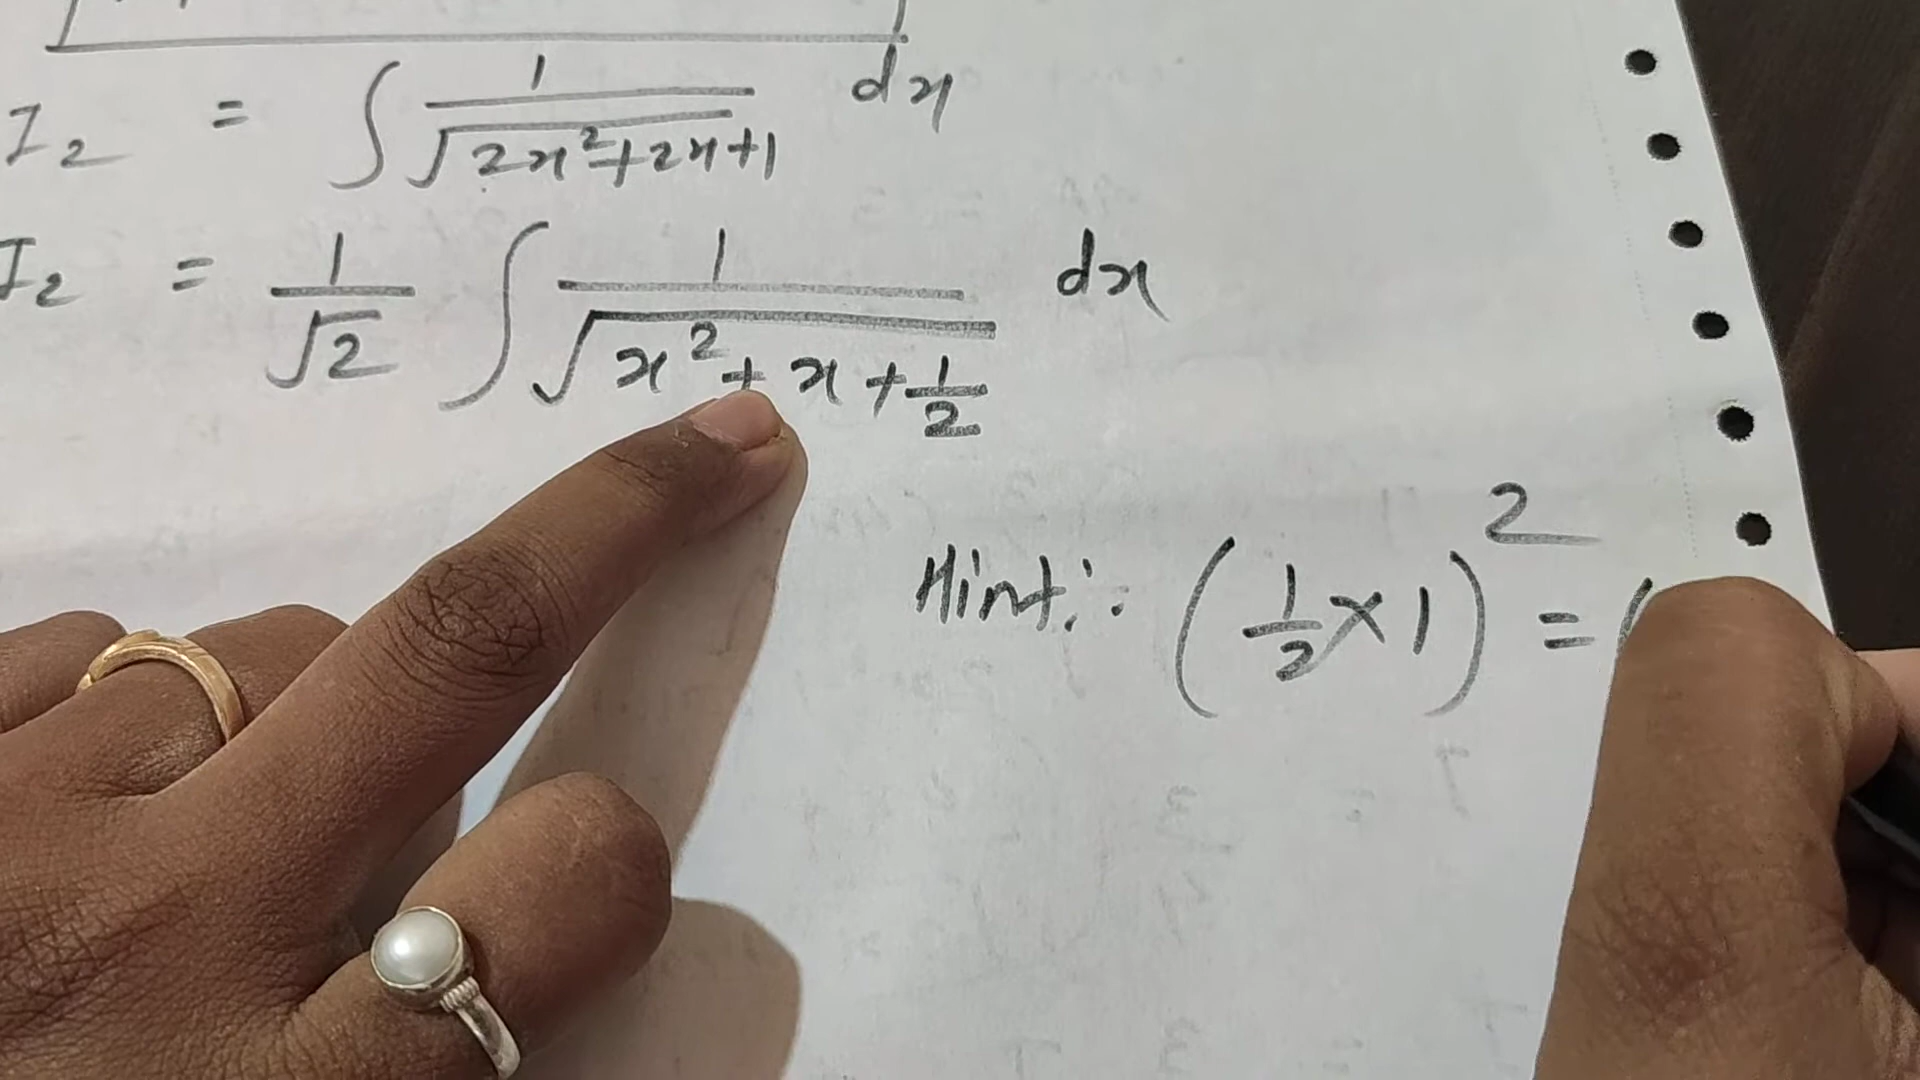 I₂ = ∫ 1/√(2x²+2x+1) dx
I₂ = 1/√2 ∫ 1/√(x²+x+1/2) dx
Hint:- (1/2×1)² = (